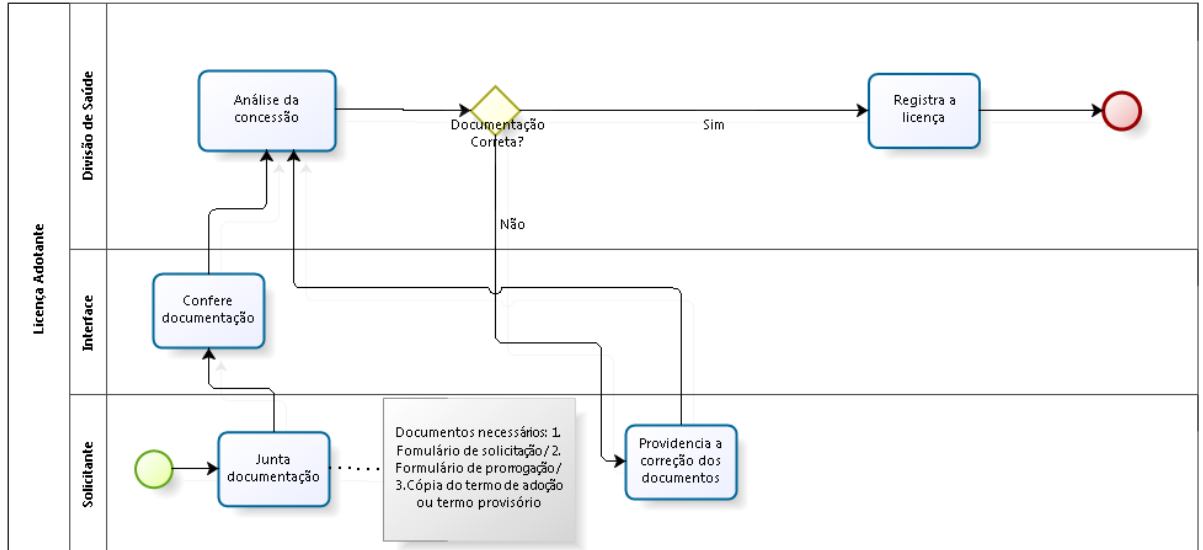 Licença Adotante
Divisão de Saúde
Análise da
concessão
Documentação
Correta?
Sim
Não
Registra a
licença
Interface
Confere
documentação
Solicitante
Junta
documentação
Documentos necessários: 1.
Fomulário de solicitação/ 2.
Formulário de prorrogação/
3.Cópia do termo de adoção
ou termo provisório
Providencia a
correção dos
documentos